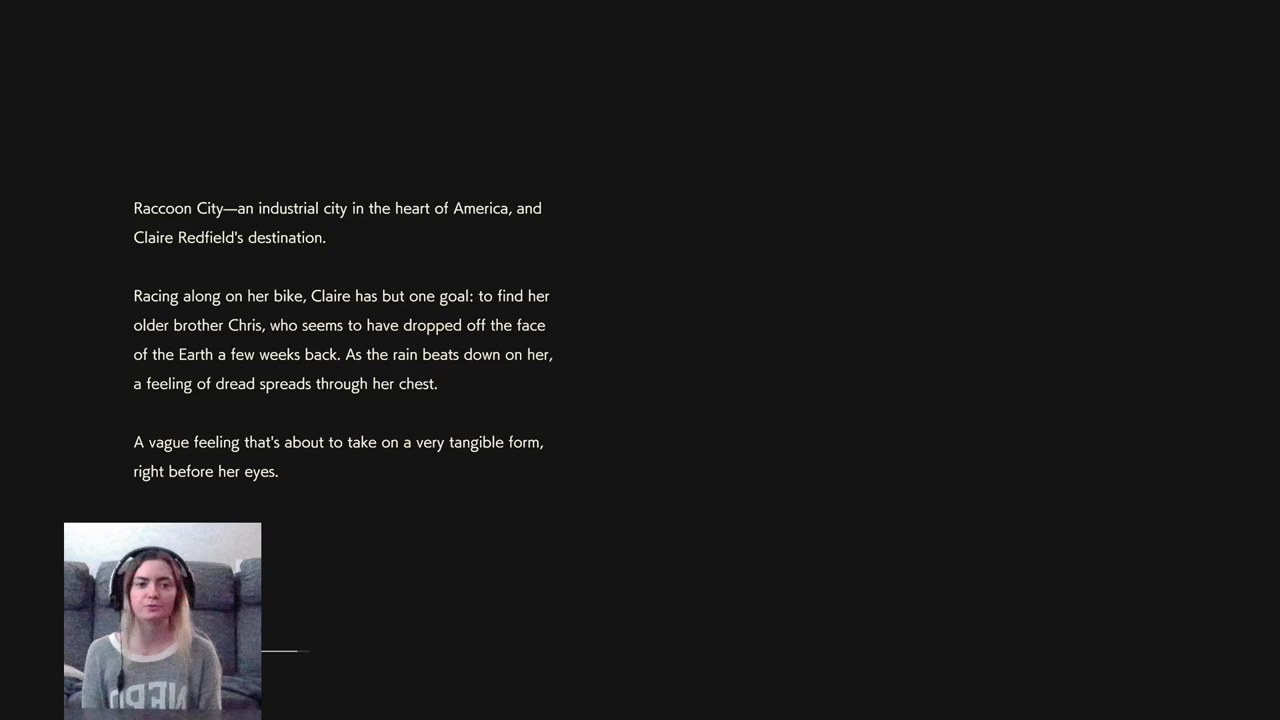 Raccoon City—an industrial city in the heart of America, and
Claire Redfield's destination.
Racing along on her bike, Claire has but one goal: to find her
older brother Chris, who seems to have dropped off the face
of the Earth a few weeks back. As the rain beats down on her,
a feeling of dread spreads through her chest.
A vague feeling that's about to take on a very tangible form,
right before her eyes.